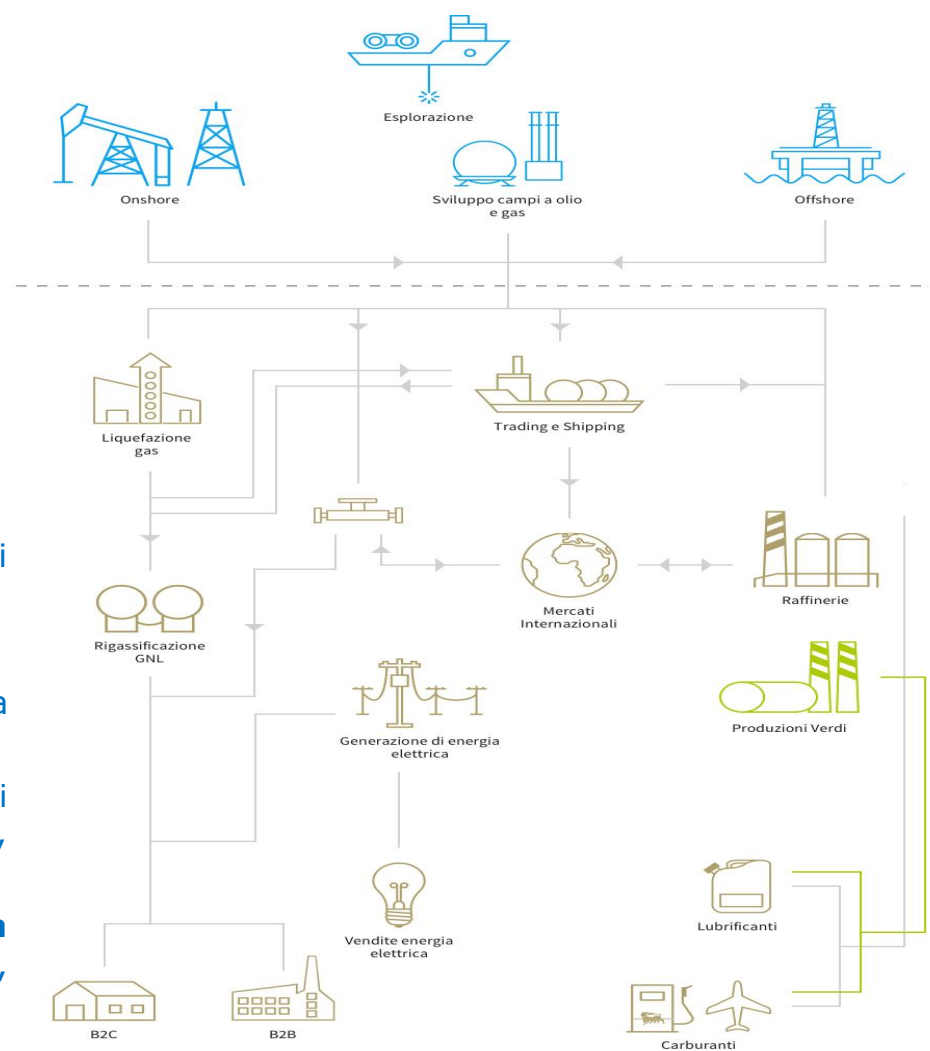 Esplorazione
Onshore
Sviluppo campi a olio
e gas
Offshore
Liquefazione
gas
Trading e Shipping
i
Mercati
Internazionali
Raffinerie
Rigassificazione
GNL
a
Generazione di energia
elettrica
Produzioni Verdi
i
Lubrificanti
Vendite energia
elettrica
B2C
B2B
Carburanti